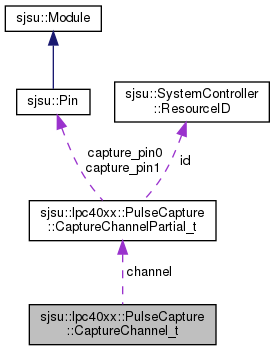 sjsu::Module
sjsu::Pin
sjsu::SystemController
::ResourceID
capture_pin0
capture_pin1
id
sjsu::lpc40xx::PulseCapture
::CaptureChannelPartial_t
channel
sjsu::lpc40xx::PulseCapture
::CaptureChannel_t